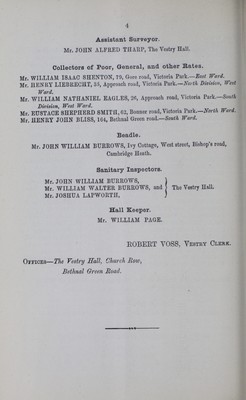 4
Assistant Surveyor.
Mr. JOHN ALFRED THARP, The Vestry Hall.
Collectors of Poor, General, and other Rates.
Mr. WILLIAM ISAAC SHENTON, 79, Gore road, Victoria Park.—East Ward.
Mr. HENRY LIEBRECHT, 55, Approach road, Victoria Park.—North Division, West
Ward.
Mr. WILLIAM NATHANIEL EAGLES, 26, Approach road, Victoria Park.—South
Division, West Ward.
Mr. EUSTACE SHEPHERD SMITH, 62, Bonner road, Victoria Park.—North Ward.
Mr. HENRY JOHN BLISS, 164, Bethnal Green road.—South Ward.
Beadle.
Mr. JOHN WILLIAM BURROWS, Ivy Cottage, West street, Bishop's road,
Cambridge Heath.
Sanitary Inspectors.
Mr. JOHN WILLIAM BURROWS,
Mr. WILLIAM WALTER BURROWS, and } The Vestry Hall.
Mr. JOSHUA LAPWORTH,
Hall Keeper.
Mr. WILLIAM PAGE.
ROBERT VOSS, VESTRY CLERK.
OFFICES—The Vestry Hall, Church Row,
Bethnal Green Road.